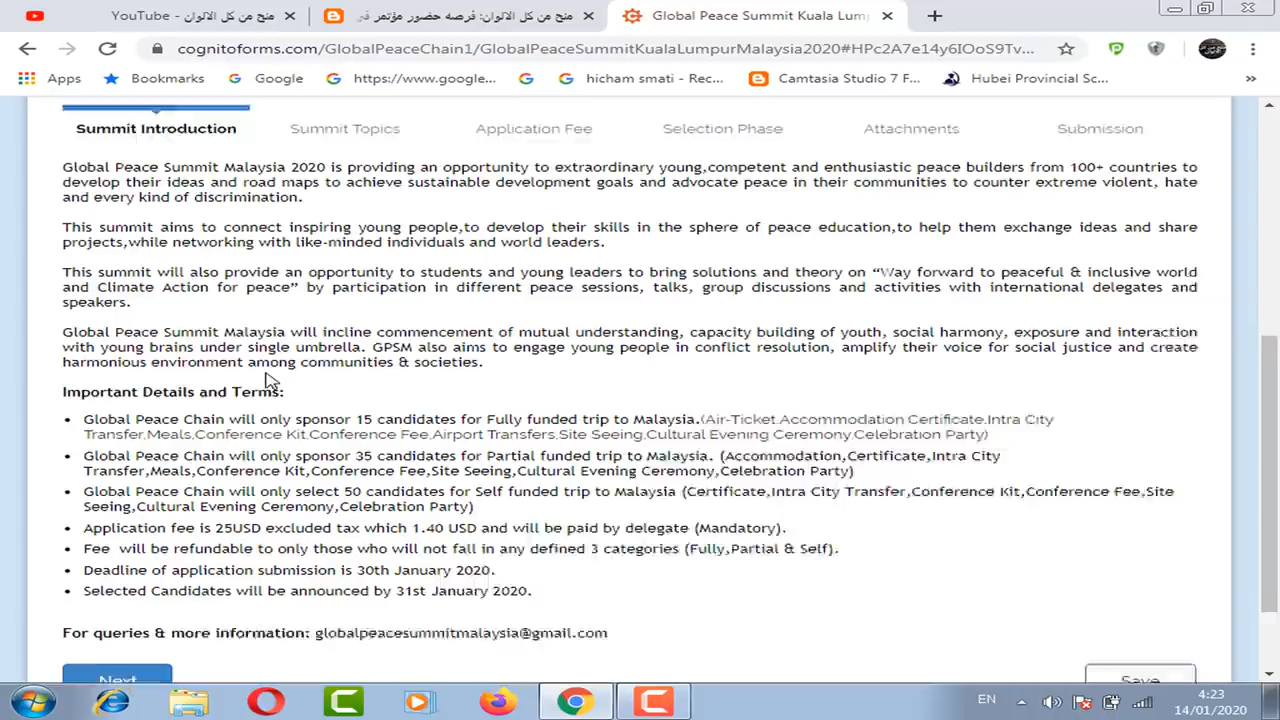 YouTube - منح من كل الالوان
منح من كل الالوان: فرصه حضور مؤتمر في
Global Peace Summit Kuala Lum
cognitoforms.com/GlobalPeaceChain1/GlobalPeaceSummitKualaLumpurMalaysia2020#HPc2A7e14y6IOoS9Tv...
Apps Bookmarks Google https://www.google... hicham smati - Rec... Camtasia Studio 7 F... Hubei Provincial Sc... »
Summit Introduction Summit Topics Application Fee Selection Phase Attachments Submission
Global Peace Summit Malaysia 2020 is providing an opportunity to extraordinary young,competent and enthusiastic peace builders from 100+ countries to
develop their ideas and road maps to achieve sustainable development goals and advocate peace in their communities to counter extreme violent, hate
and every kind of discrimination.
This summit aims to connect inspiring young people,to develop their skills in the sphere of peace education,to help them exchange ideas and share
projects,while networking with like-minded individuals and world leaders.
This summit will also provide an opportunity to students and young leaders to bring solutions and theory on “Way forward to peaceful & inclusive world
and Climate Action for peace” by participation in different peace sessions, talks, group discussions and activities with international delegates and
speakers.
Global Peace Summit Malaysia will incline commencement of mutual understanding, capacity building of youth, social harmony, exposure and interaction
with young brains under single umbrella. GPSM also aims to engage young people in conflict resolution, amplify their voice for social justice and create
harmonious environment among communities & societies.
Important Details and Terms:
• Global Peace Chain will only sponsor 15 candidates for Fully funded trip to Malaysia.(Air-Ticket,Accommodation,Certificate,Intra City
Transfer,Meals,Conference Kit,Conference Fee,Airport Transfers,Site Seeing,Cultural Evening Ceremony,Celebration Party)
• Global Peace Chain will only sponsor 35 candidates for Partial funded trip to Malaysia. (Accommodation,Certificate,Intra City
Transfer,Meals,Conference Kit,Conference Fee,Site Seeing,Cultural Evening Ceremony,Celebration Party)
• Global Peace Chain will only select 50 candidates for Self funded trip to Malaysia (Certificate,Intra City Transfer,Conference Kit,Conference Fee,Site
Seeing,Cultural Evening Ceremony,Celebration Party)
• Application fee is 25USD excluded tax which 1.40 USD and will be paid by delegate (Mandatory).
• Fee will be refundable to only those who will not fall in any defined 3 categories (Fully,Partial & Self).
• Deadline of application submission is 30th January 2020.
• Selected Candidates will be announced by 31st January 2020.
For queries & more information: globalpeacesummitmalaysia@gmail.com
Next Save
EN 4:23
14/01/2020